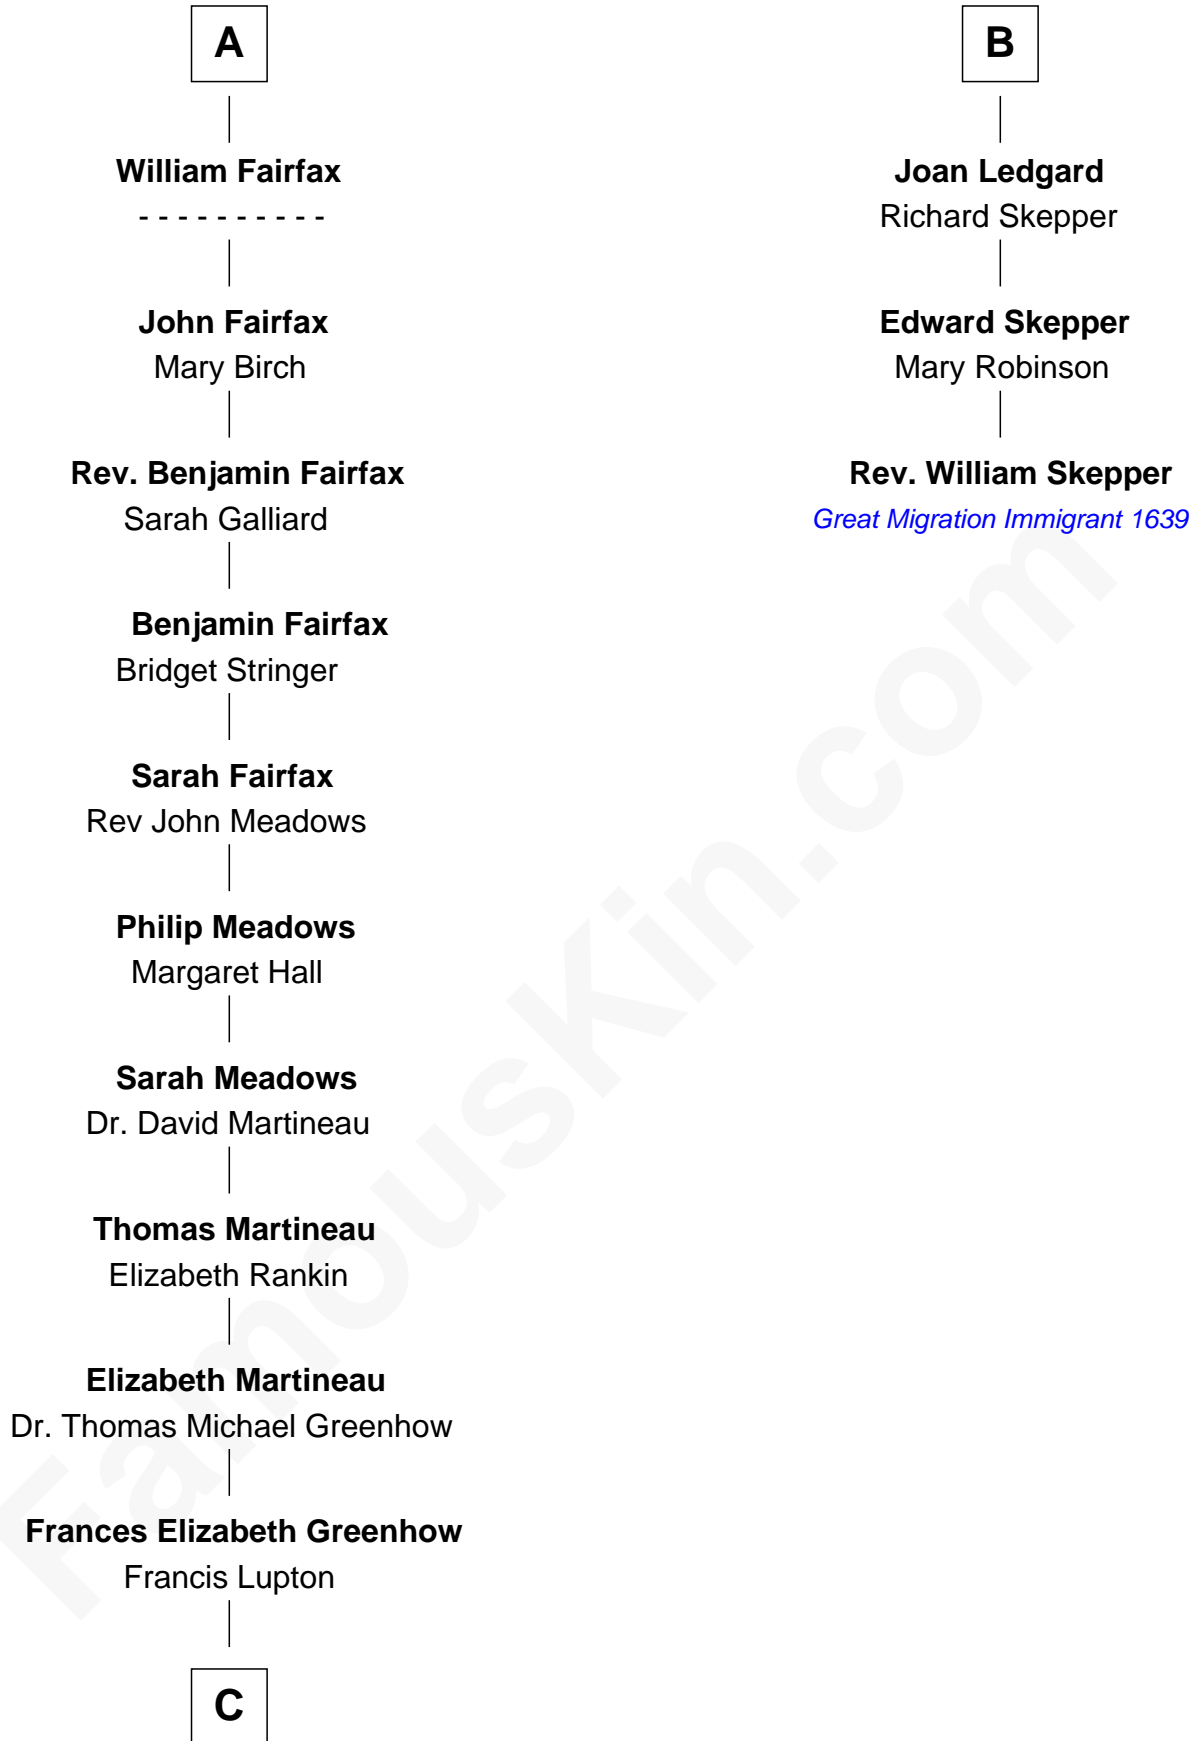 A
William Fairfax
- - - - - - - - - -
John Fairfax
Mary Birch
Rev. Benjamin Fairfax
Sarah Galliard
Benjamin Fairfax
Bridget Stringer
Sarah Fairfax
Rev John Meadows
Philip Meadows
Margaret Hall
Sarah Meadows
Dr. David Martineau
Thomas Martineau
Elizabeth Rankin
Elizabeth Martineau
Dr. Thomas Michael Greenhow
Frances Elizabeth Greenhow
Francis Lupton
C
B
Joan Ledgard
Richard Skepper
Edward Skepper
Mary Robinson
Rev. William Skepper
Great Migration Immigrant 1639
FamousKin.com